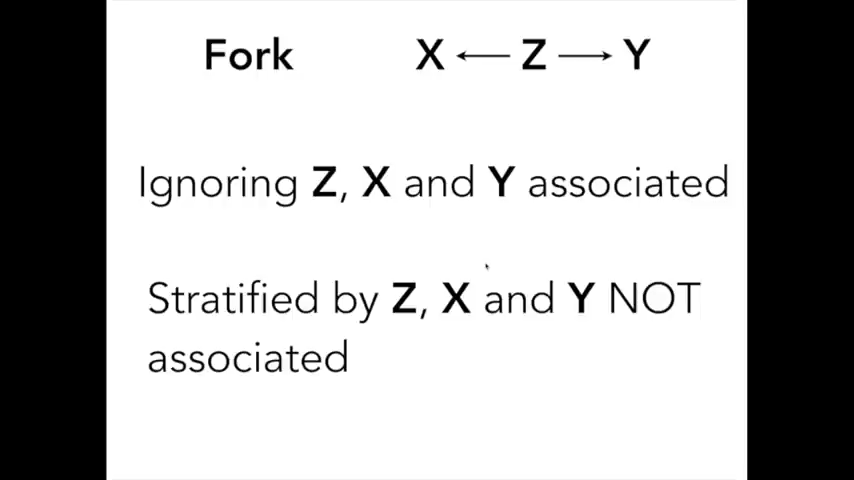 Fork X ← Z → Y
Ignoring Z, X and Y associated
Stratified by Z, X and Y NOT
associated